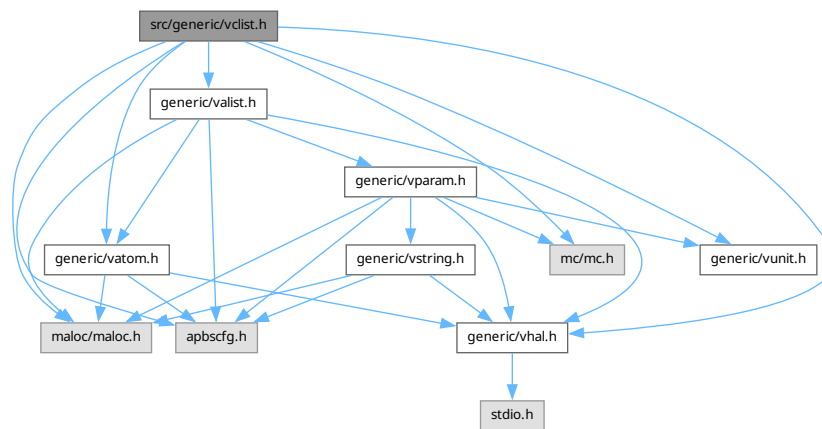 src/generic/vclist.h
generic/valist.h
generic/vparam.h
generic/vatom.h
generic/vstring.h
mc/mc.h
generic/vunit.h
maloc/maloc.h
apbscfg.h
generic/vhal.h
stdio.h